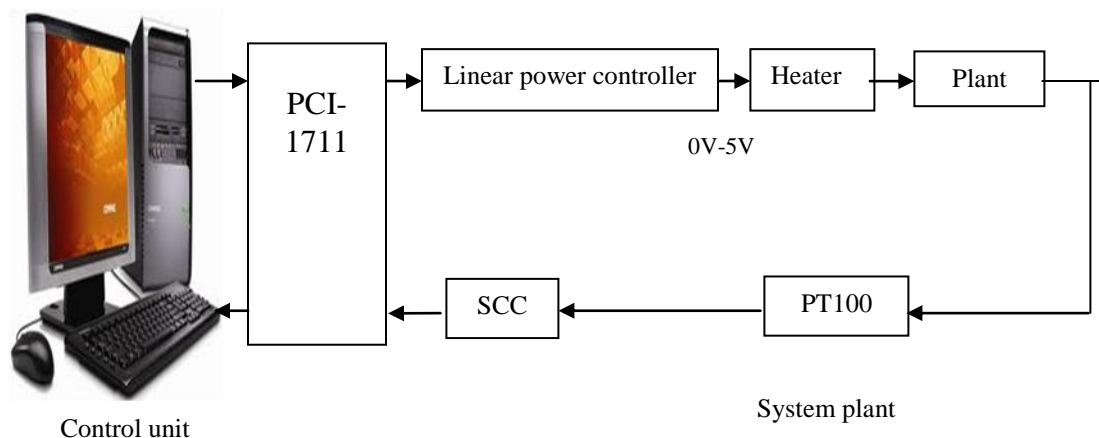 PCI-
1711
Linear power controller
Heater
Plant
0V-5V
SCC
PT100
System plant
Control unit